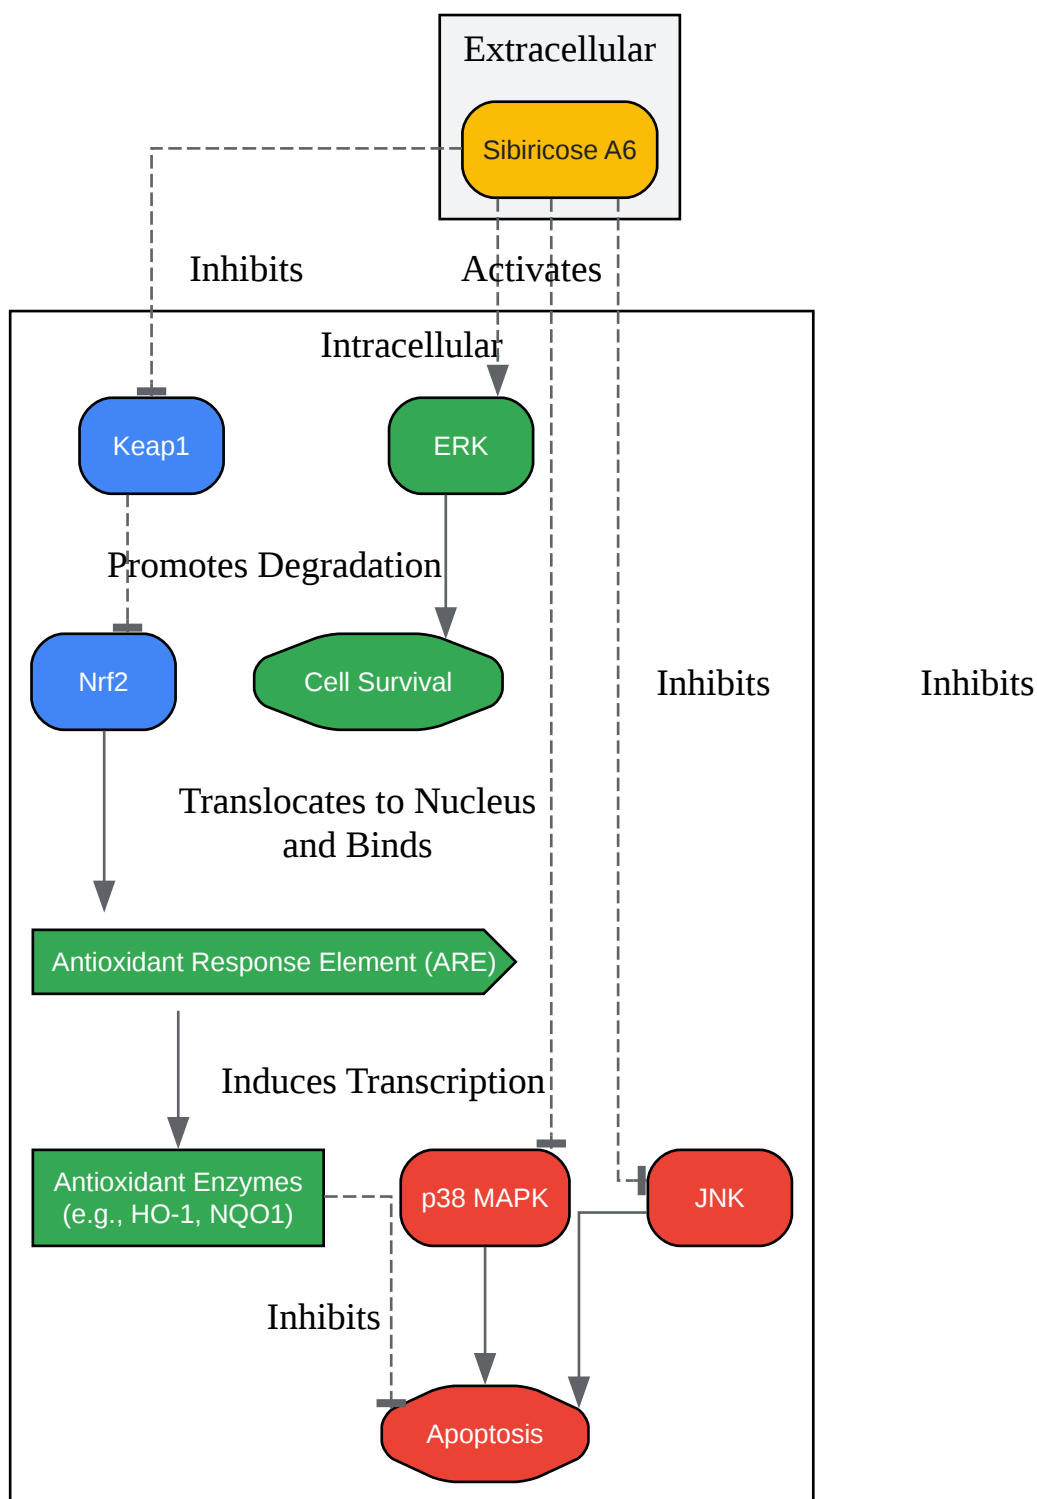 Extracellular
Sibiricose A6
Inhibits
Activates
Intracellular
Keap1
ERK
Promotes Degradation
Nrf2
Cell Survival
Inhibits
Inhibits
Translocates to Nucleus
and Binds
Antioxidant Response Element (ARE)
Induces Transcription
Antioxidant Enzymes
(e.g., HO-1, NQO1)
p38 MAPK
JNK
Inhibits
Apoptosis